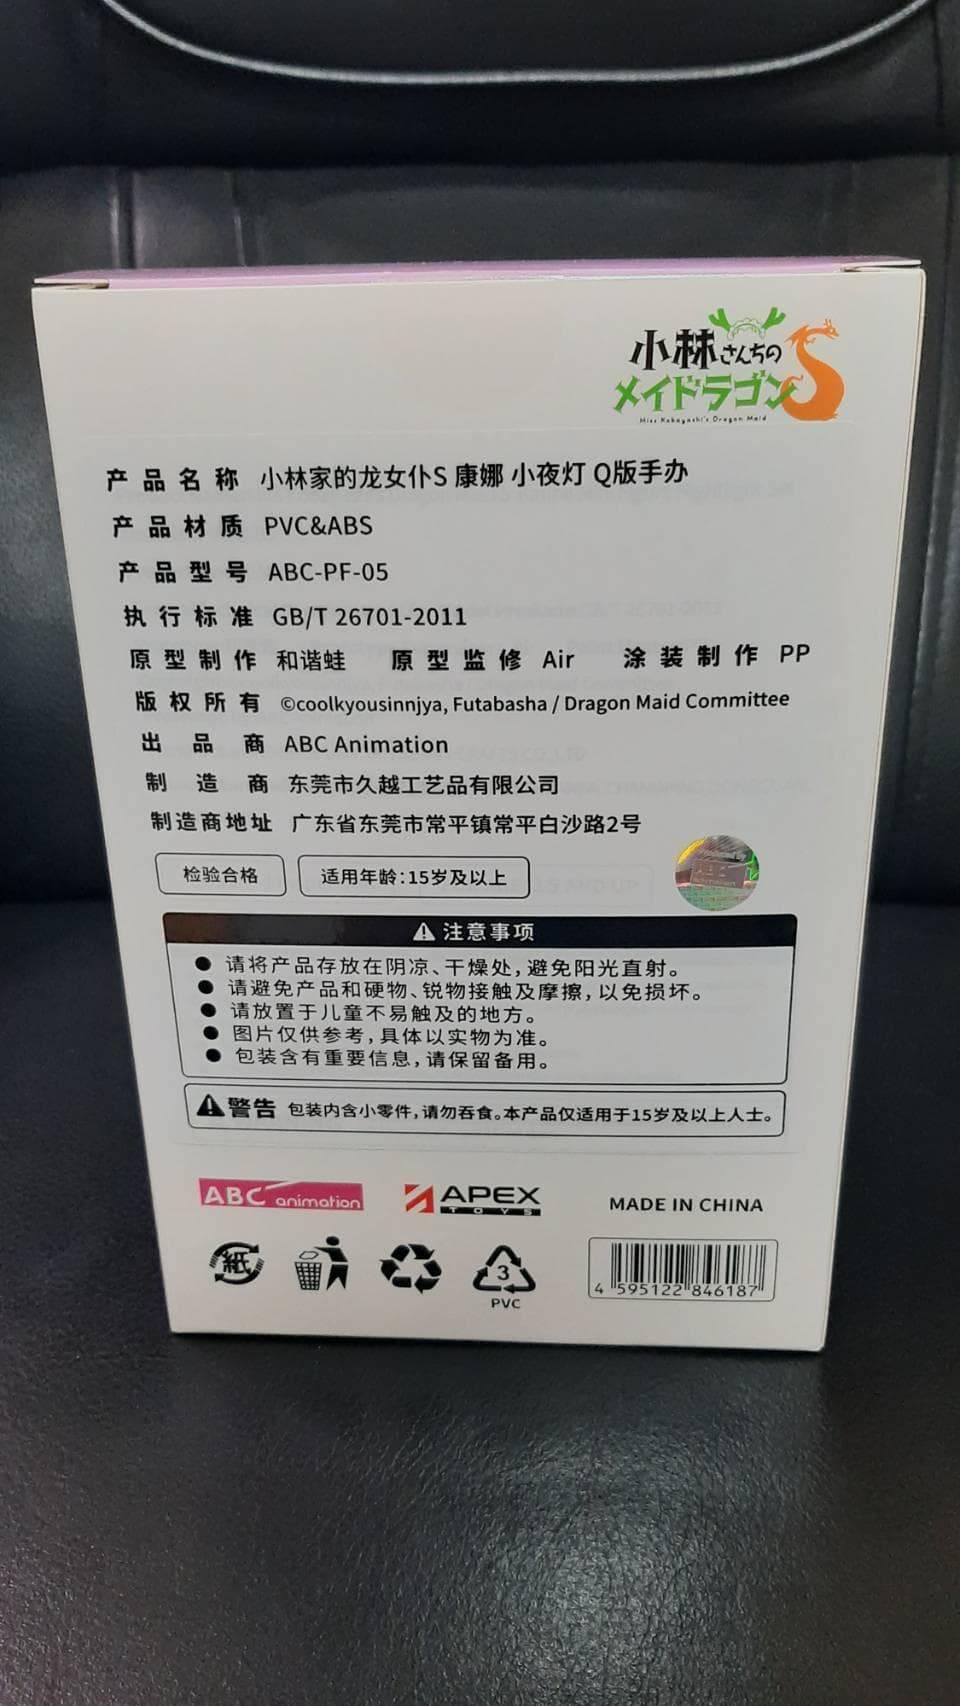 小林さんちの
メイドラゴンS
Miss Kobayashi's Dragon Maid
产品名称 小林家的龙女仆S 康娜 小夜灯 Q版手办
产品材质 PVC&ABS
产品型号 ABC-PF-05
执行标准 GB/T 26701-2011
原型制作 和谐蛙 原型监修 Air 涂装制作 PP
版权所有 ©coolkyousinnjya, Futabasha / Dragon Maid Committee
出品商 ABC Animation
制造商 东莞市久越工艺品有限公司
制造商地址 广东省东莞市常平镇常平白沙路2号
检验合格 适用年龄:15岁及以上
ABC
注意事项
● 请将产品存放在阴凉、干燥处,避免阳光直射。
● 请避免产品和硬物、锐物接触及摩擦,以免损坏。
● 请放置于儿童不易触及的地方。
● 图片仅供参考,具体以实物为准。
● 包装含有重要信息,请保留备用。
警告 包装内含小零件,请勿吞食。本产品仅适用于15岁及以上人士。
ABC animation APEX TOYS MADE IN CHINA
紙 3 PVC
4 595122 846187